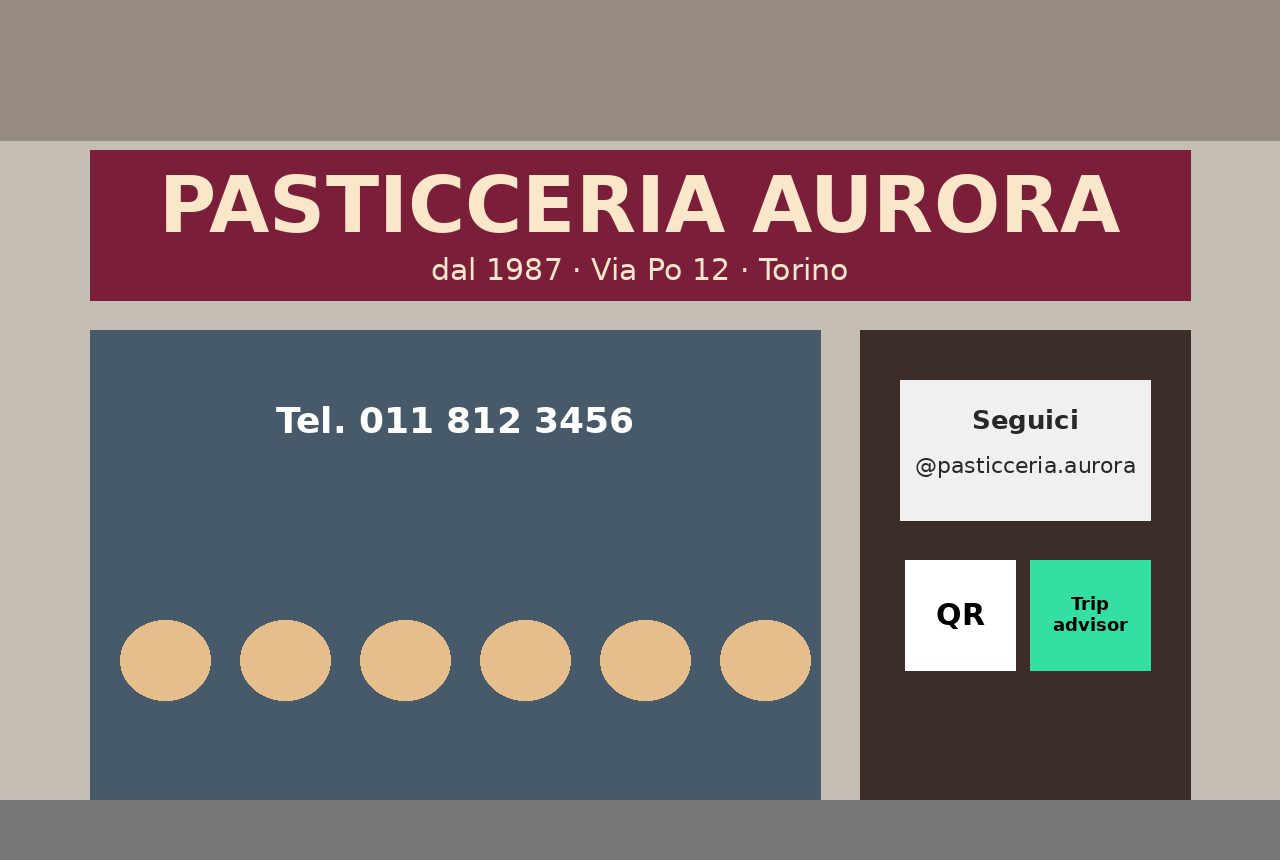 PASTICCERIA AURORA
dal 1987 · Via Po 12 · Torino
Tel. 011 812 3456
Seguici
@pasticceria.aurora
QR
Trip
advisor